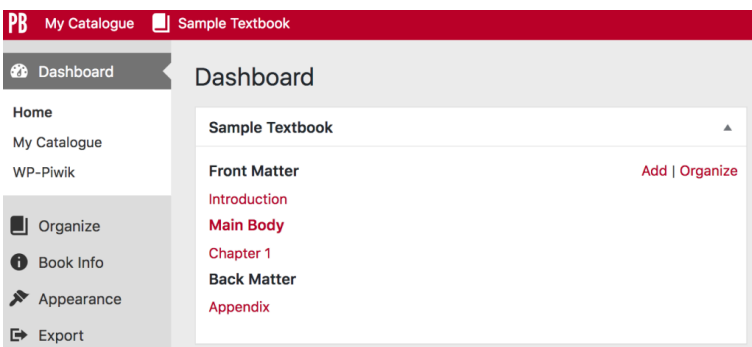 PB My Catalogue Sample Textbook
Dashboard
Home
My Catalogue
WP-Piwik
Organize
Book Info
Appearance
Export
Dashboard
Sample Textbook
Front Matter Add | Organize
Introduction
Main Body
Chapter 1
Back Matter
Appendix